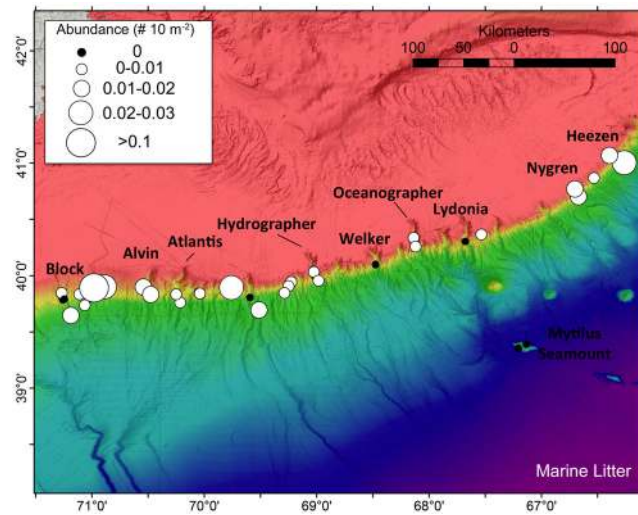 Abundance (# 10 m⁻²)
0
0-0.01
0.01-0.02
0.02-0.03
>0.1
Kilometers
100 50 0 100
42°0'
41°0'
40°0'
39°0'
Heezen
Nygren
Oceanographer
Lydonia
Hydrographer
Welker
Atlantis
Alvin
Block
Mytilus
Seamount
Marine Litter
71°0' 70°0' 69°0' 68°0' 67°0'